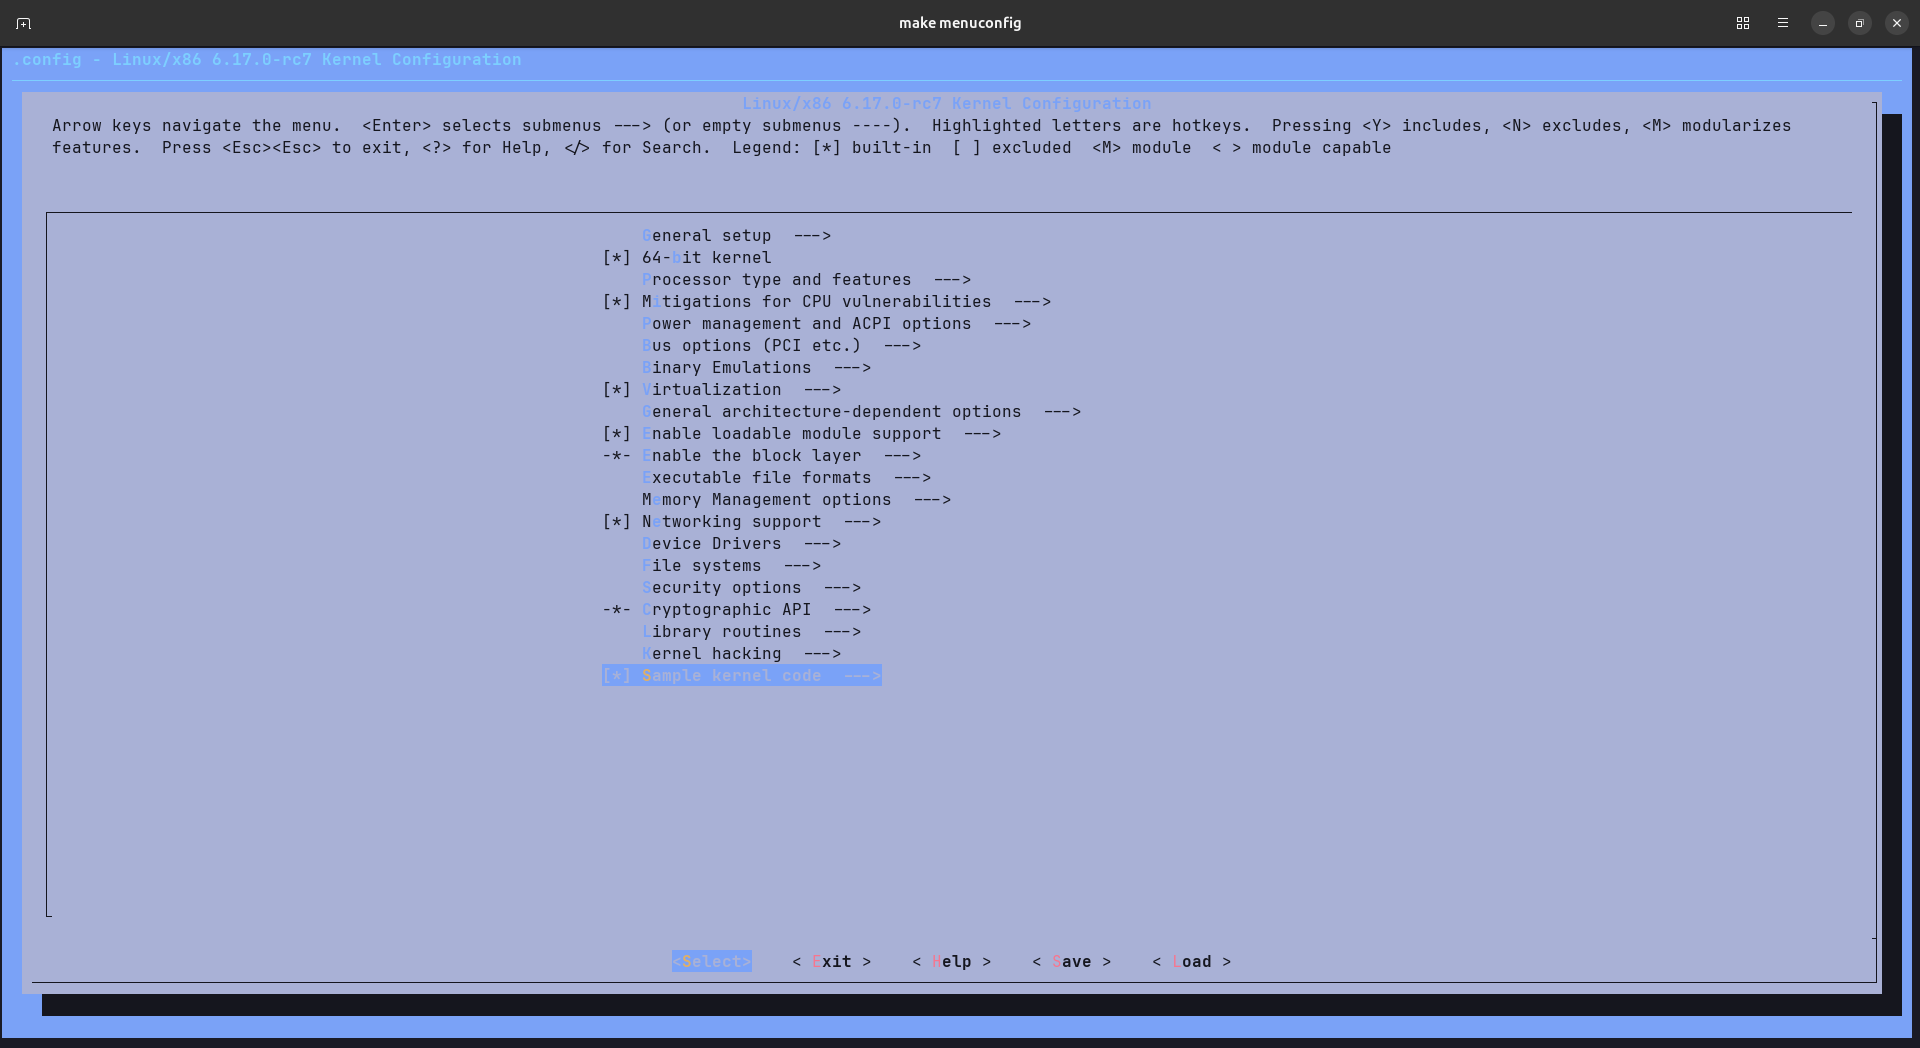 make menuconfig
.config - Linux/x86 6.17.0-rc7 Kernel Configuration
Linux/x86 6.17.0-rc7 Kernel Configuration
Arrow keys navigate the menu.  <Enter> selects submenus ---> (or empty submenus ----).  Highlighted letters are hotkeys.  Pressing <Y> includes, <N> excludes, <M> modularizes
features.  Press <Esc><Esc> to exit, <?> for Help, </> for Search.  Legend: [*] built-in  [ ] excluded  <M> module  < > module capable
General setup  --->
[*] 64-bit kernel
Processor type and features  --->
[*] Mitigations for CPU vulnerabilities  --->
Power management and ACPI options  --->
Bus options (PCI etc.)  --->
Binary Emulations  --->
[*] Virtualization  --->
General architecture-dependent options  --->
[*] Enable loadable module support  --->
-*- Enable the block layer  --->
Executable file formats  --->
Memory Management options  --->
[*] Networking support  --->
Device Drivers  --->
File systems  --->
Security options  --->
-*- Cryptographic API  --->
Library routines  --->
Kernel hacking  --->
[*] Sample kernel code  --->
<Select>    < Exit >    < Help >    < Save >    < Load >